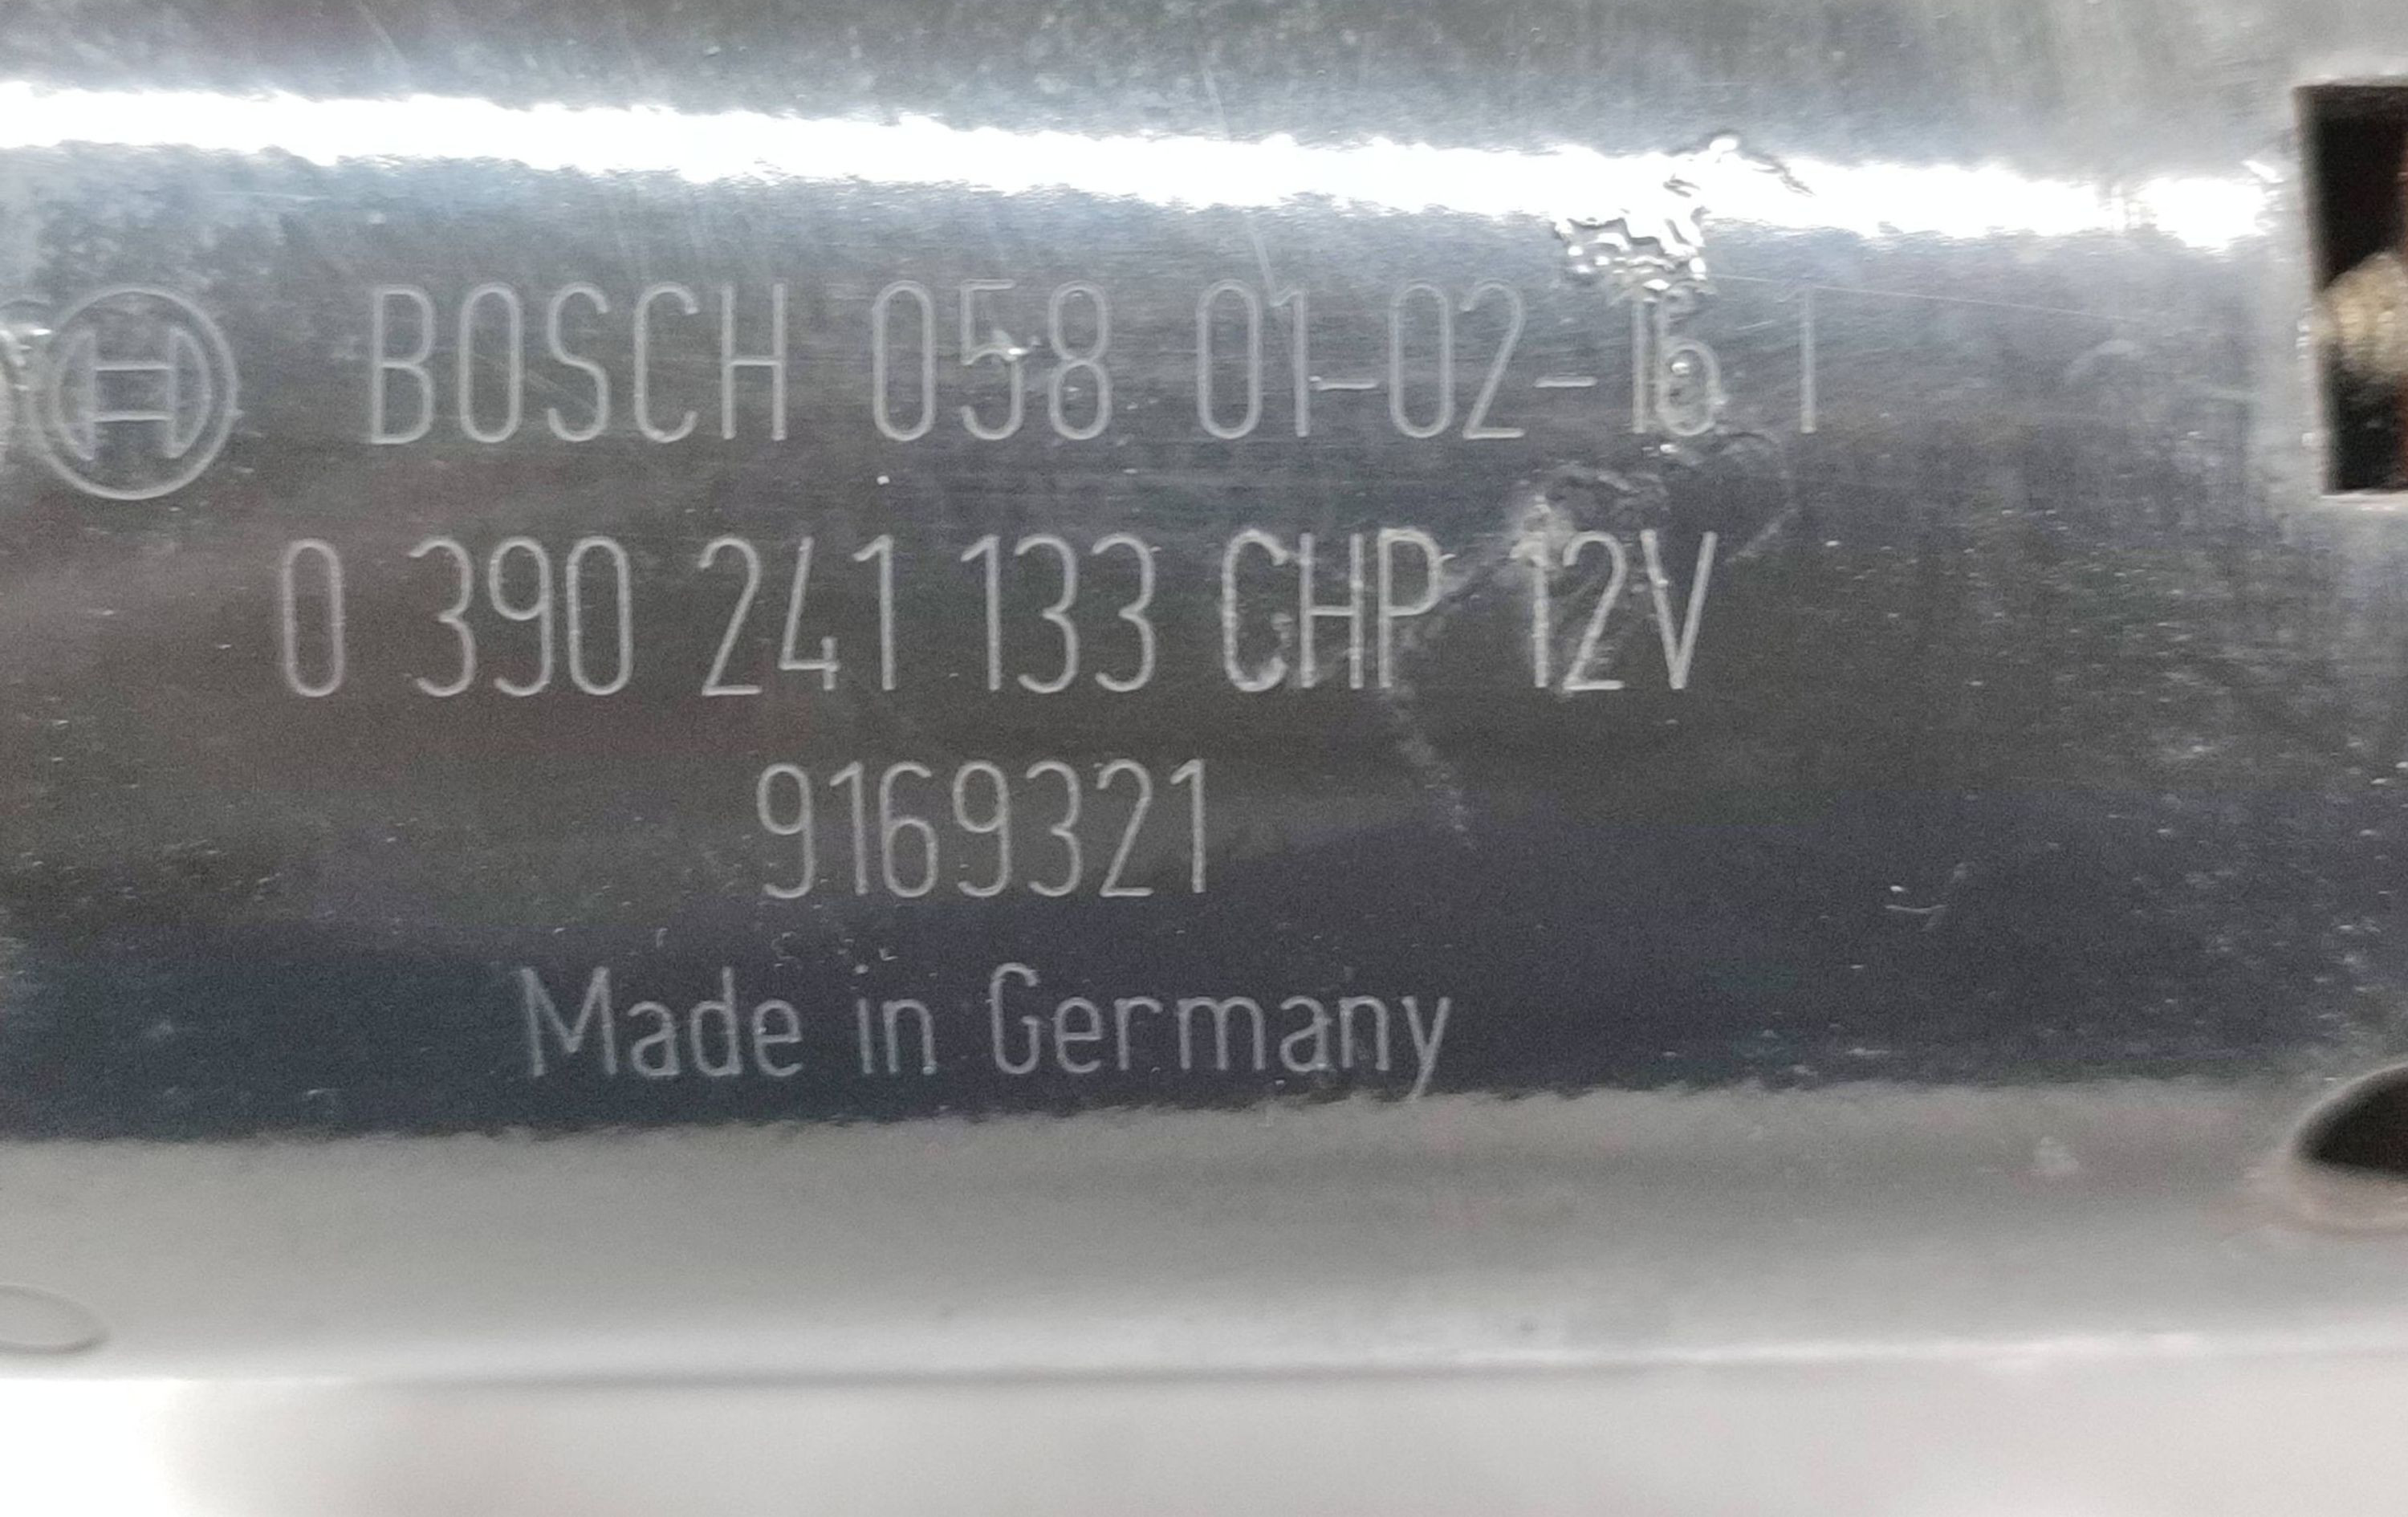 BOSCH 058 01-02-16 1
0 390 241 133 CHP 12V
9169321
Made in Germany